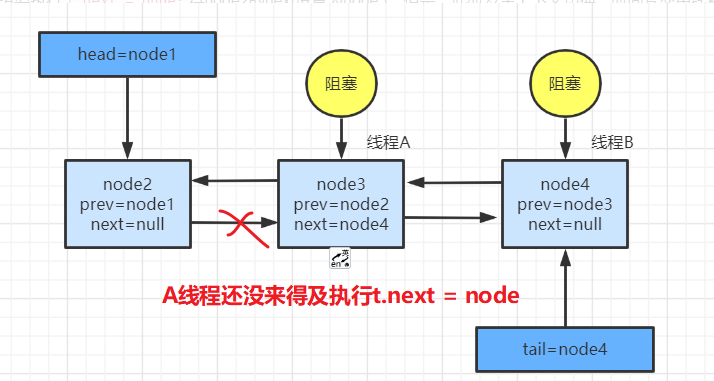 head=node1
阻塞
阻塞
线程A
线程B
node2
prev=node1
next=null
node3
prev=node2
next=node4
node4
prev=node3
next=null
en
英
A线程还没来得及执行t.next = node
tail=node4